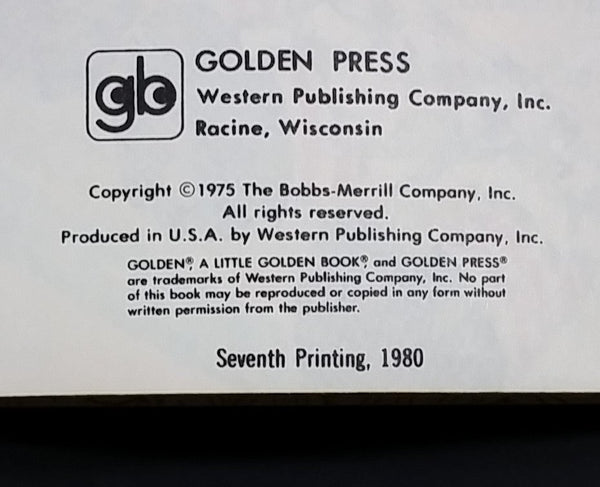 gb
GOLDEN PRESS
Western Publishing Company, Inc.
Racine, Wisconsin
Copyright ©1975 The Bobbs-Merrill Company, Inc.
All rights reserved.
Produced in U.S.A. by Western Publishing Company, Inc.
GOLDEN®, A LITTLE GOLDEN BOOK®, and GOLDEN PRESS®
are trademarks of Western Publishing Company, Inc. No part
of this book may be reproduced or copied in any form without
written permission from the publisher.
Seventh Printing, 1980